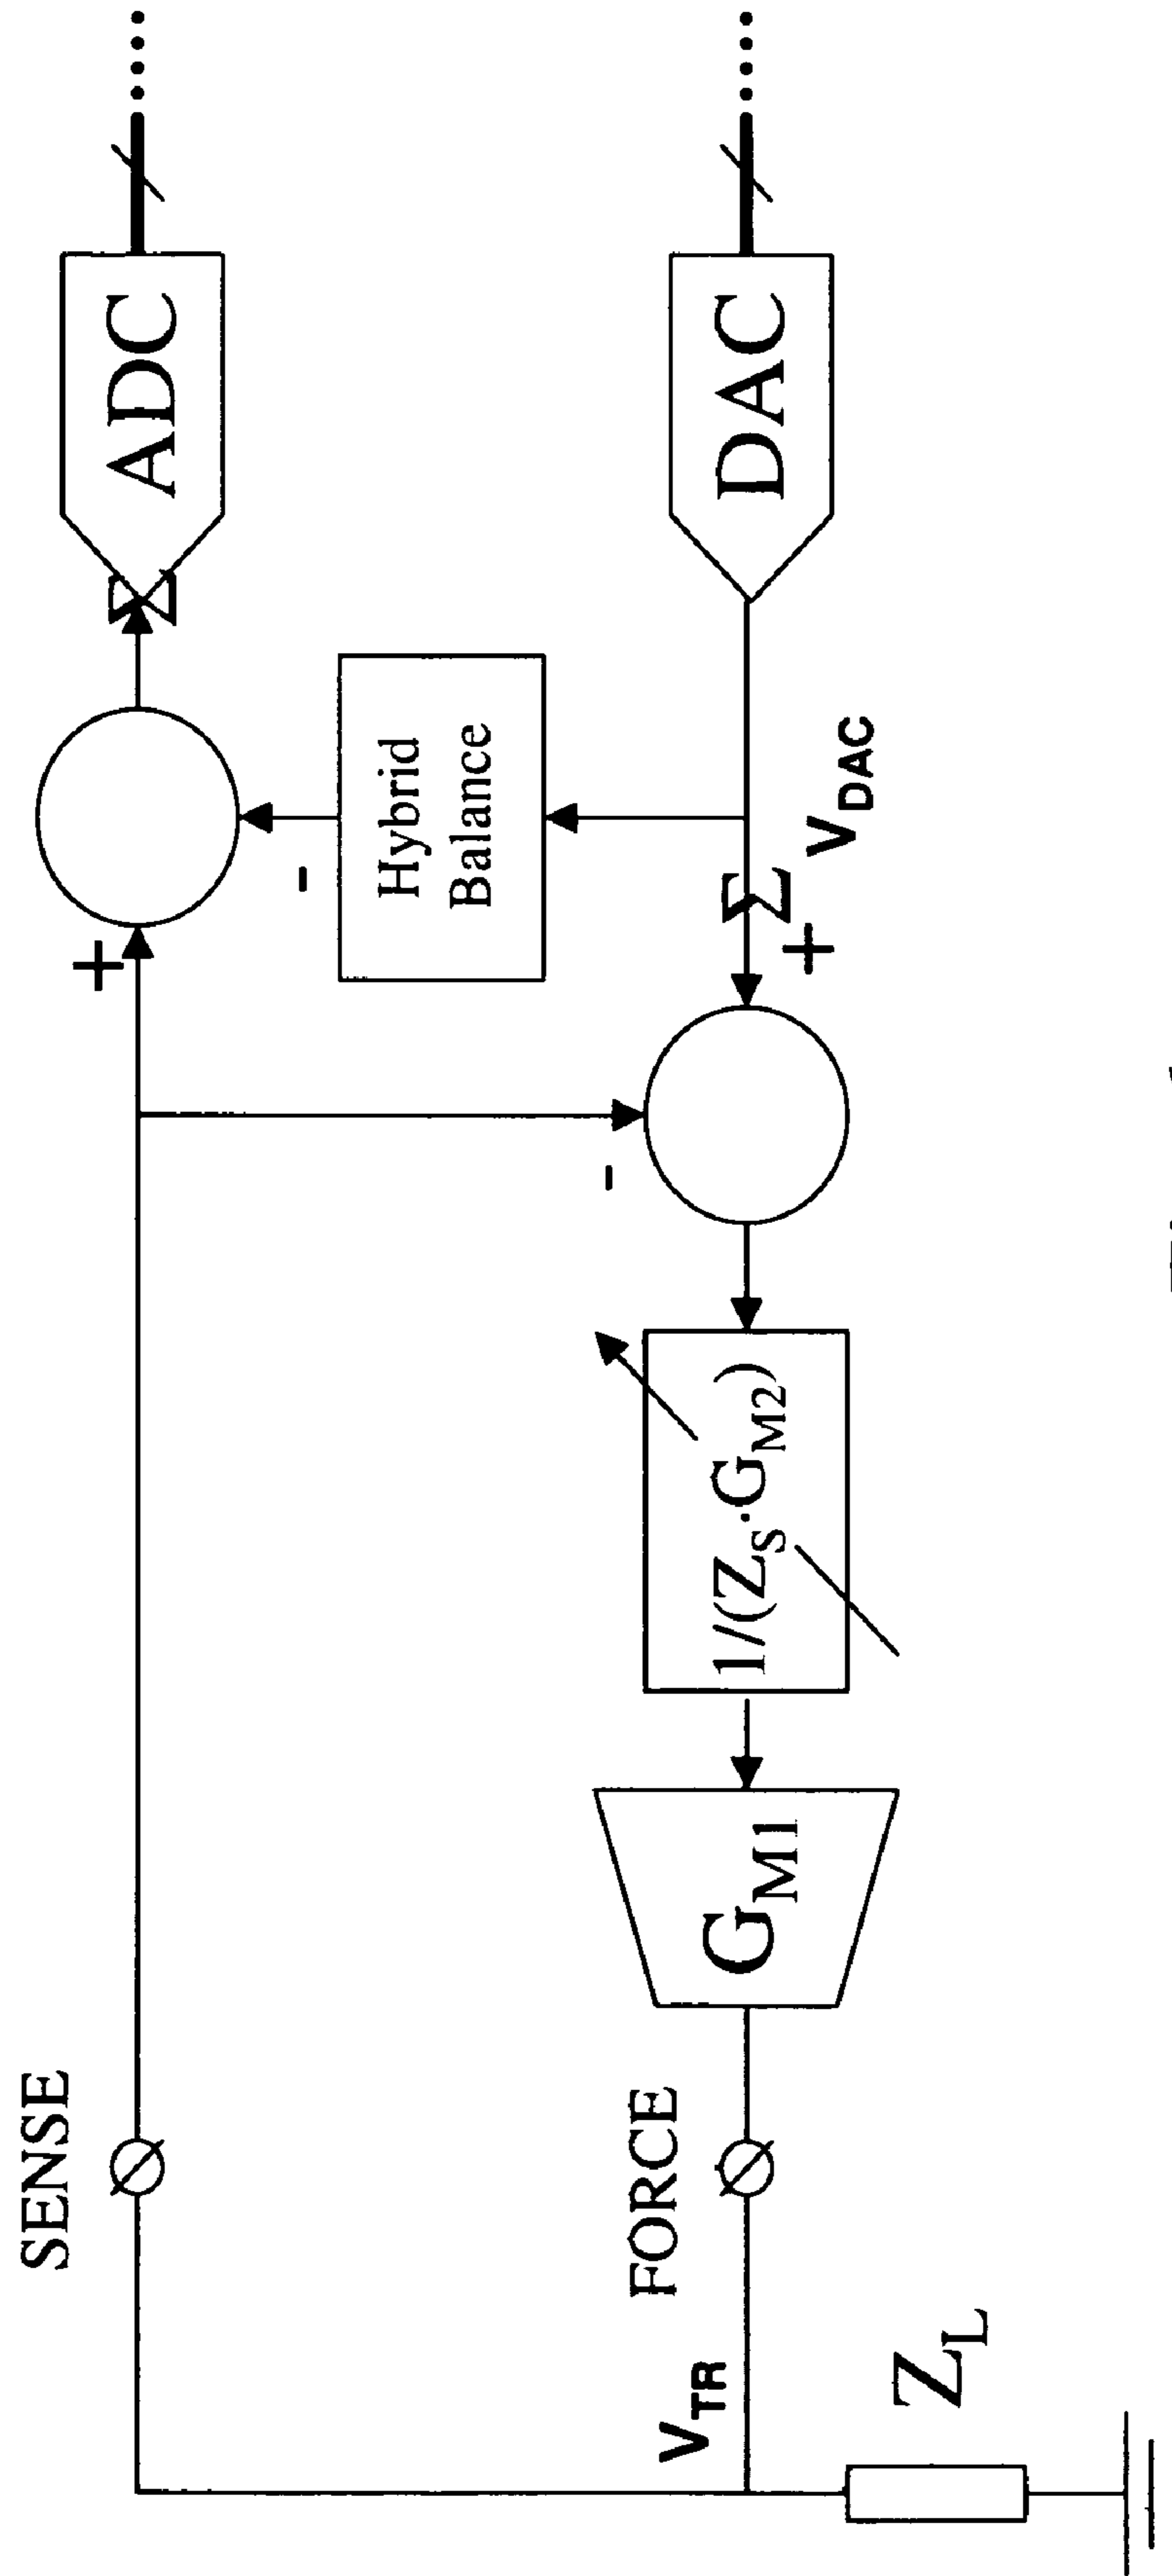 SENSE
+
Σ
ADC
-
Hybrid
Balance
FORCE
V_TR
Z_L
G_M1
1/(Z_S·G_M2)
-
Σ
+
V_DAC
DAC